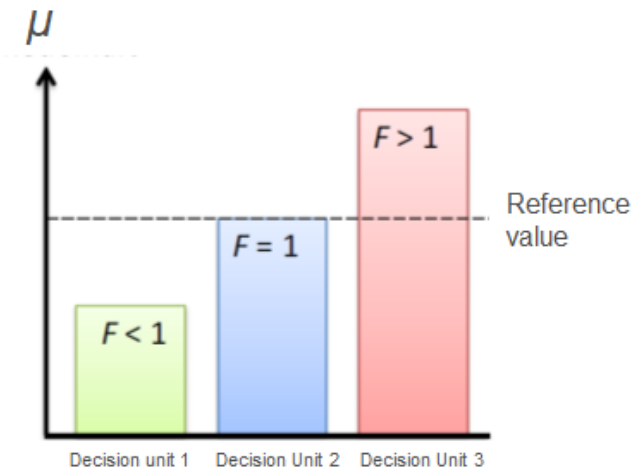 μ
F > 1
Reference
value
F = 1
F < 1
Decision unit 1 Decision Unit 2 Decision Unit 3